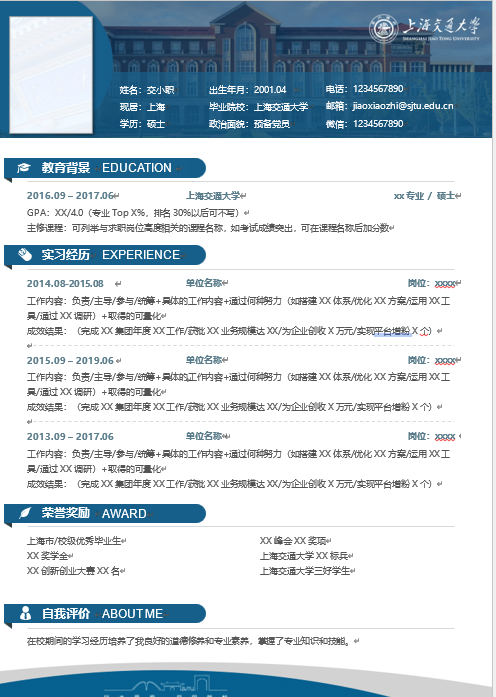 上海交通大学
SHANGHAI JIAO TONG UNIVERSITY
姓名：交小职 出生年月：2001.04 电话：1234567890
现居：上海 毕业院校：上海交通大学 邮箱：jiaoxiaozhi@sjtu.edu.cn
学历：硕士 政治面貌：预备党员 微信：1234567890
教育背景 EDUCATION
2016.09 – 2017.06 上海交通大学 xx专业 / 硕士
GPA：XX/4.0（专业 Top X%，排名 30%以后可不写）
主修课程：可列举与求职岗位高度相关的课程名称，如考试成绩突出，可在课程名称后加分数
实习经历 EXPERIENCE
2014.08-2015.08 单位名称 岗位：xxxx
工作内容：负责/主导/参与/统筹+具体的工作内容+通过何种努力（如搭建 XX 体系/优化 XX 方案/运用 XX 工
具/通过 XX 调研）+取得的可量化
成效结果：（完成 XX 集团年度 XX 工作/获批 XX 业务规模达 XX/为企业创收 X 万元/实现平台增粉 X 个）
2015.09 – 2019.06 单位名称 岗位：xxxx
工作内容：负责/主导/参与/统筹+具体的工作内容+通过何种努力（如搭建 XX 体系/优化 XX 方案/运用 XX 工
具/通过 XX 调研）+取得的可量化
成效结果：（完成 XX 集团年度 XX 工作/获批 XX 业务规模达 XX/为企业创收 X 万元/实现平台增粉 X 个）
2013.09 – 2017.06 单位名称 岗位：xxxx
工作内容：负责/主导/参与/统筹+具体的工作内容+通过何种努力（如搭建 XX 体系/优化 XX 方案/运用 XX 工
具/通过 XX 调研）+取得的可量化
成效结果：（完成 XX 集团年度 XX 工作/获批 XX 业务规模达 XX/为企业创收 X 万元/实现平台增粉 X 个）
荣誉奖励 AWARD
上海市/校级优秀毕业生 XX 峰会 XX 奖项
XX 奖学金 上海交通大学 XX 标兵
XX 创新创业大赛 XX 名 上海交通大学三好学生
自我评价 ABOUT ME
在校期间的学习经历培养了我良好的道德修养和专业素养，掌握了专业知识和技能。